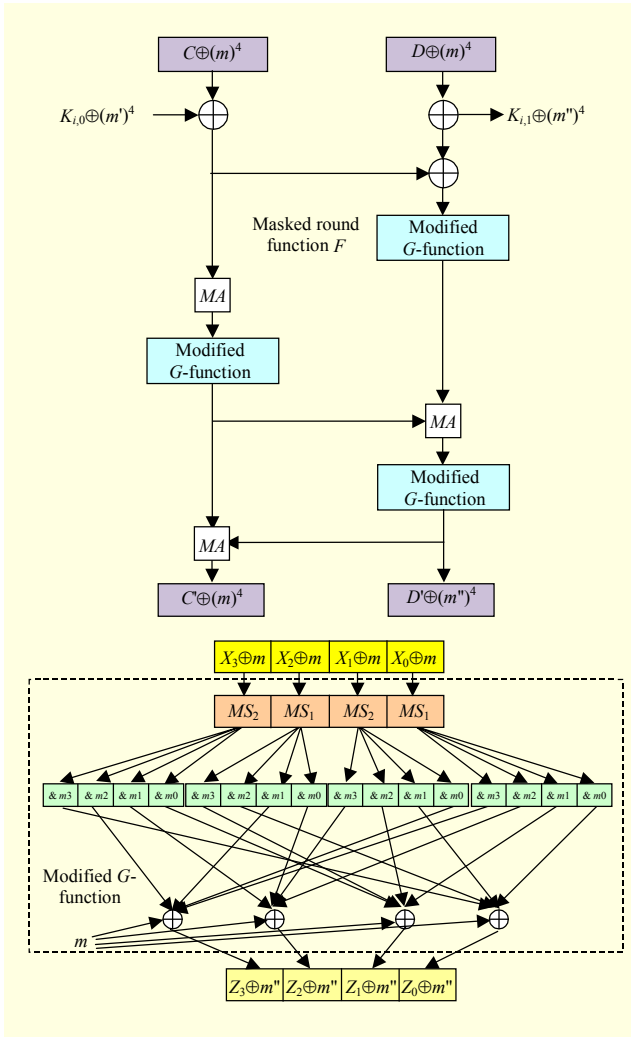 C⊕(m)⁴ D⊕(m)⁴
K_{i,0}⊕(m')⁴ K_{i,1}⊕(m'')⁴
Masked round
function F
Modified
G-function
MA
Modified
G-function
MA
Modified
G-function
MA
C'⊕(m)⁴ D'⊕(m'')⁴
X₃⊕m X₂⊕m X₁⊕m X₀⊕m
MS₂ MS₁ MS₂ MS₁
& m3 & m2 & m1 & m0 & m3 & m2 & m1 & m0 & m3 & m2 & m1 & m0 & m3 & m2 & m1 & m0
Modified G-
function
m
Z₃⊕m'' Z₂⊕m'' Z₁⊕m'' Z₀⊕m''